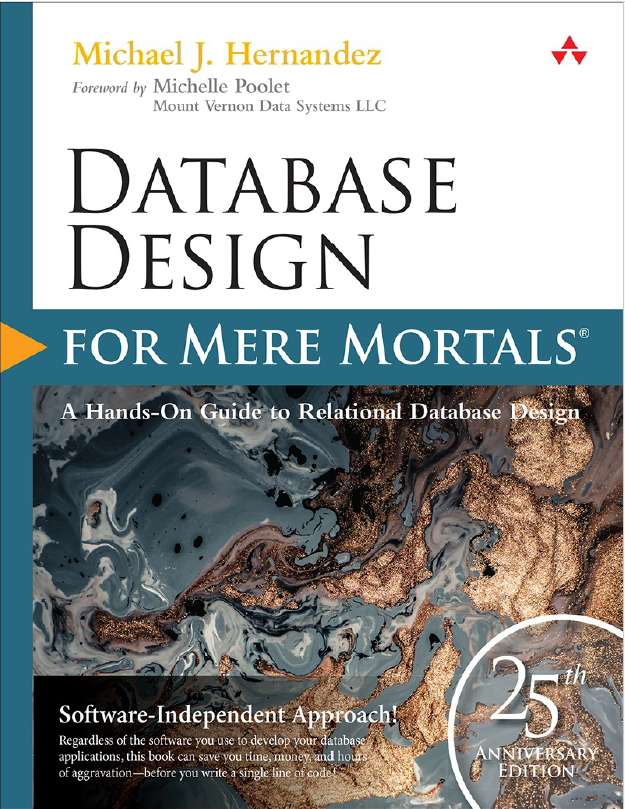 Michael J. Hernandez
Foreword by Michelle Poolet
Mount Vernon Data Systems LLC
DATABASE
DESIGN
FOR MERE MORTALS®
A Hands-On Guide to Relational Database Design
Software-Independent Approach!
Regardless of the software you use to develop your database
applications, this book can save you time, money, and hours
of aggravation—before you write a single line of code!
25th
ANNIVERSARY
EDITION